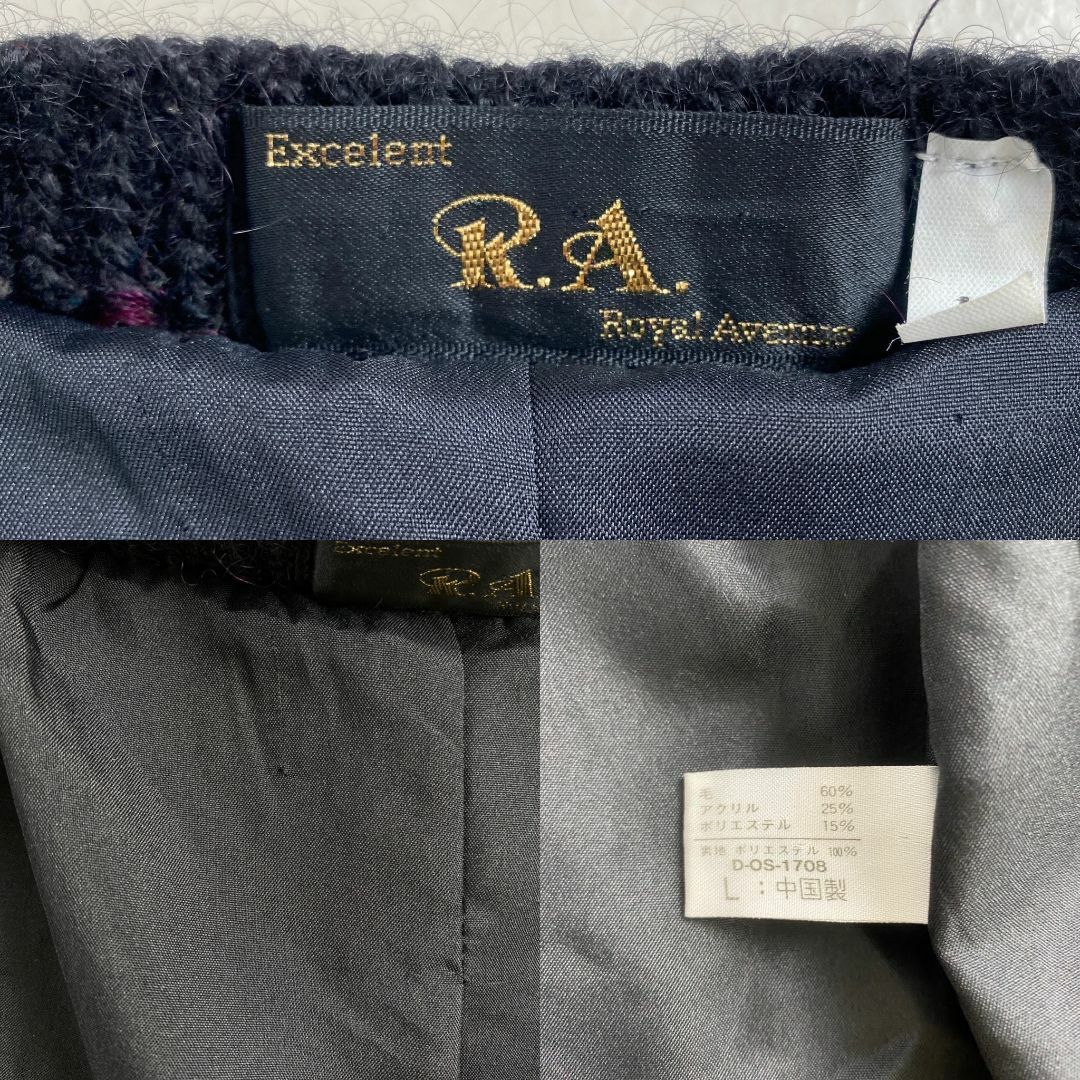 Excelent
R.A.
Royal Avenue
Excelent
R.A
毛 60%
アクリル 25%
ポリエステル 15%
裏地 ポリエステル 100%
D-OS-1708
L:中国製